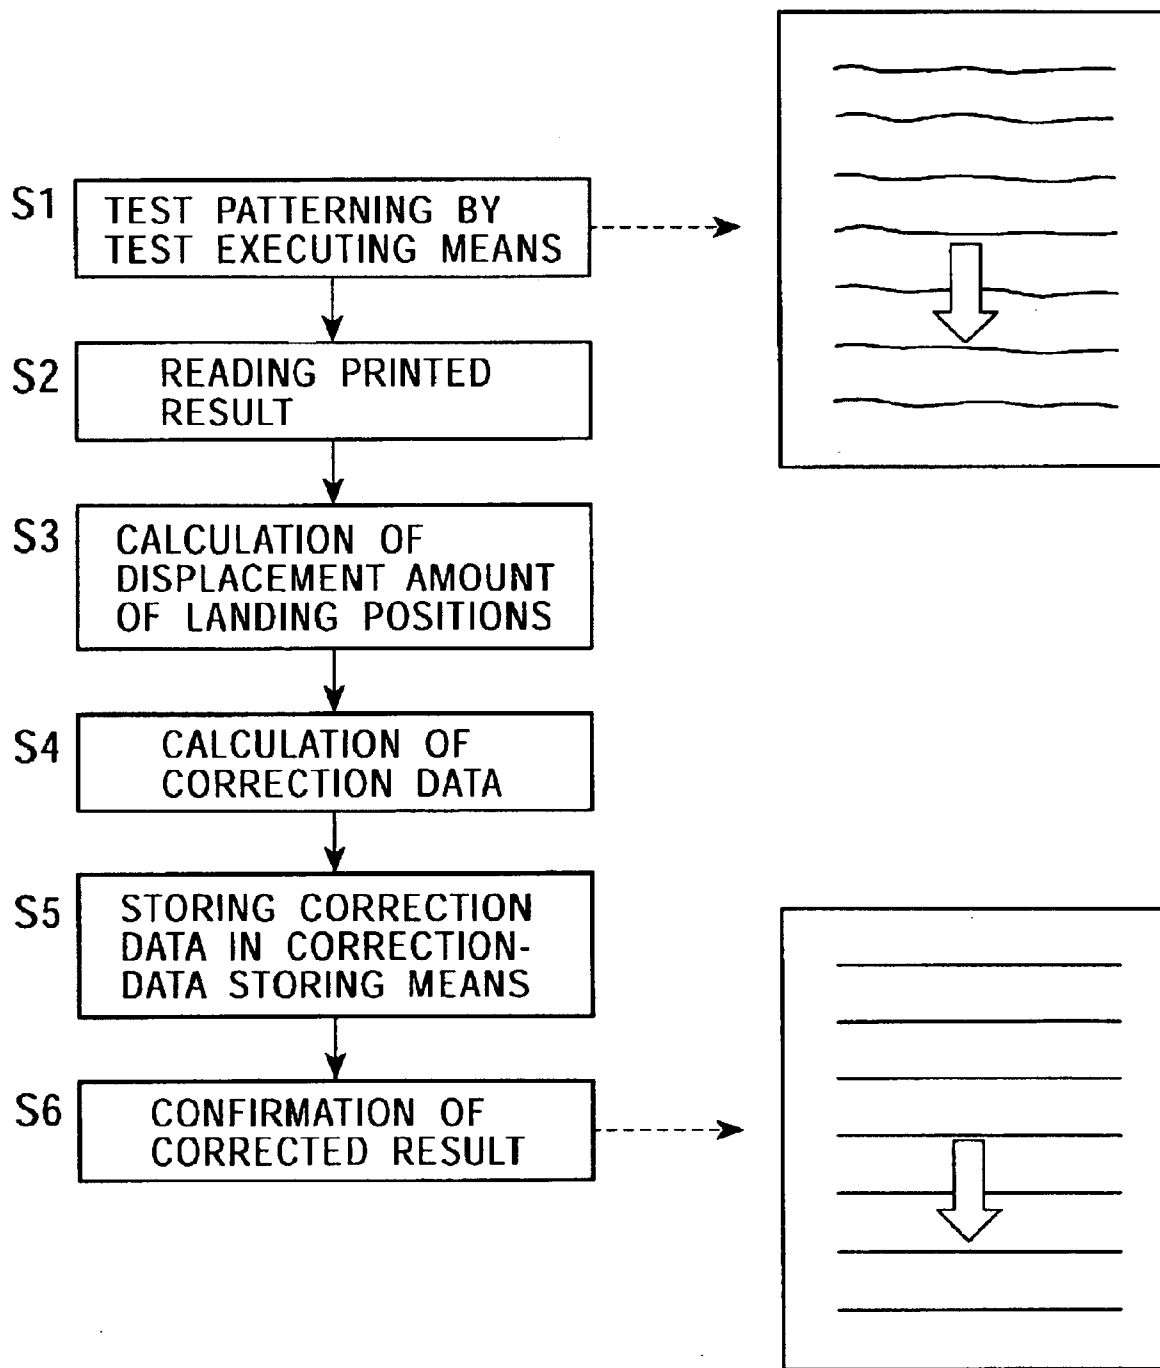 S1
TEST PATTERNING BY
TEST EXECUTING MEANS
S2
READING PRINTED
RESULT
S3
CALCULATION OF
DISPLACEMENT AMOUNT
OF LANDING POSITIONS
S4
CALCULATION OF
CORRECTION DATA
S5
STORING CORRECTION
DATA IN CORRECTION-
DATA STORING MEANS
S6
CONFIRMATION OF
CORRECTED RESULT